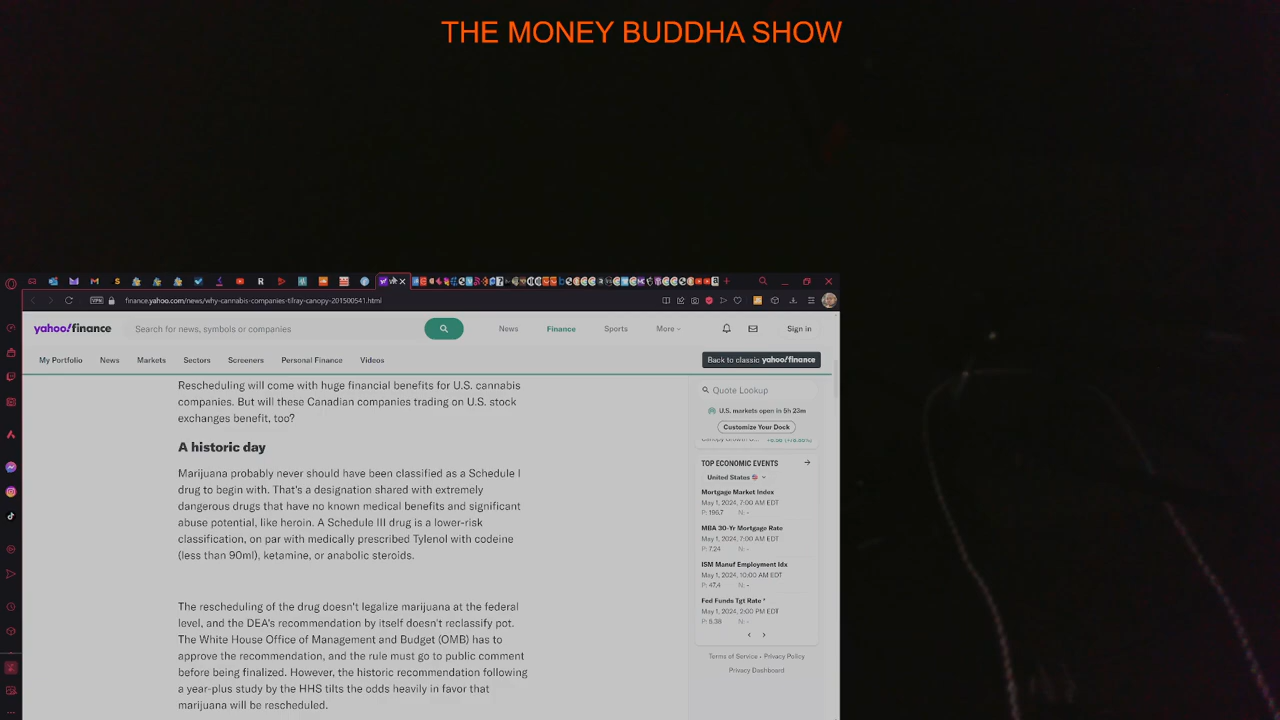 THE MONEY BUDDHA SHOW
VPN
finance.yahoo.com/news/why-cannabis-companies-tilray-canopy-201500541.html
yahoo!finance
Search for news, symbols or companies
News
Finance
Sports
More
Sign in
My Portfolio
News
Markets
Sectors
Screeners
Personal Finance
Videos
Back to classic yahoo!finance
Rescheduling will come with huge financial benefits for U.S. cannabis
companies. But will these Canadian companies trading on U.S. stock
exchanges benefit, too?
A historic day
Marijuana probably never should have been classified as a Schedule I
drug to begin with. That's a designation shared with extremely
dangerous drugs that have no known medical benefits and significant
abuse potential, like heroin. A Schedule III drug is a lower-risk
classification, on par with medically prescribed Tylenol with codeine
(less than 90ml), ketamine, or anabolic steroids.
The rescheduling of the drug doesn't legalize marijuana at the federal
level, and the DEA's recommendation by itself doesn't reclassify pot.
The White House Office of Management and Budget (OMB) has to
approve the recommendation, and the rule must go to public comment
before being finalized. However, the historic recommendation following
a year-plus study by the HHS tilts the odds heavily in favor that
marijuana will be rescheduled.
Quote Lookup
U.S. markets open in 5h 23m
Customize Your Dock
TOP ECONOMIC EVENTS
United States
Mortgage Market Index
May 1, 2024, 7:00 AM EDT
P: 196.7 N: -
MBA 30-Yr Mortgage Rate
May 1, 2024, 7:00 AM EDT
P: 7.24 N: -
ISM Manuf Employment Idx
May 1, 2024, 10:00 AM EDT
P: 47.4 N: -
Fed Funds Tgt Rate *
May 1, 2024, 2:00 PM EDT
P: 5.38 N: -
Terms of Service • Privacy Policy
Privacy Dashboard